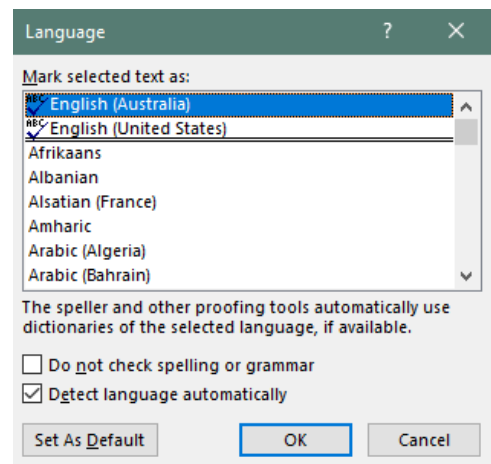 Language ?
Mark selected text as:
ABC English (Australia)
ABC English (United States)
Afrikaans
Albanian
Alsatian (France)
Amharic
Arabic (Algeria)
Arabic (Bahrain)
The speller and other proofing tools automatically use
dictionaries of the selected language, if available.
Do not check spelling or grammar
Detect language automatically
Set As Default OK Cancel